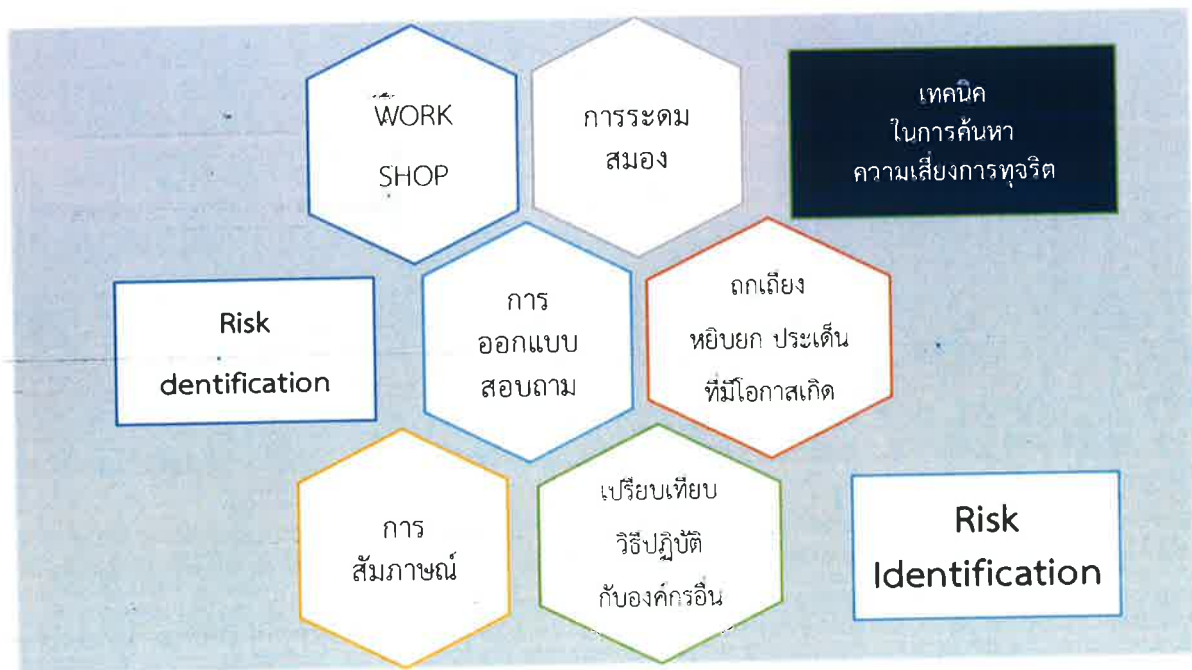 WORK
SHOP
การระดม
สมอง
เทคนิค
ในการค้นหา
ความเสี่ยงการทุจริต
Risk
dentification
การ
ออกแบบ
สอบถาม
ถกเถียง
หยิบยก ประเด็น
ที่มีโอกาสเกิด
การ
สัมภาษณ์
เปรียบเทียบ
วิธีปฏิบัติ
กับองค์กรอื่น
Risk
Identification